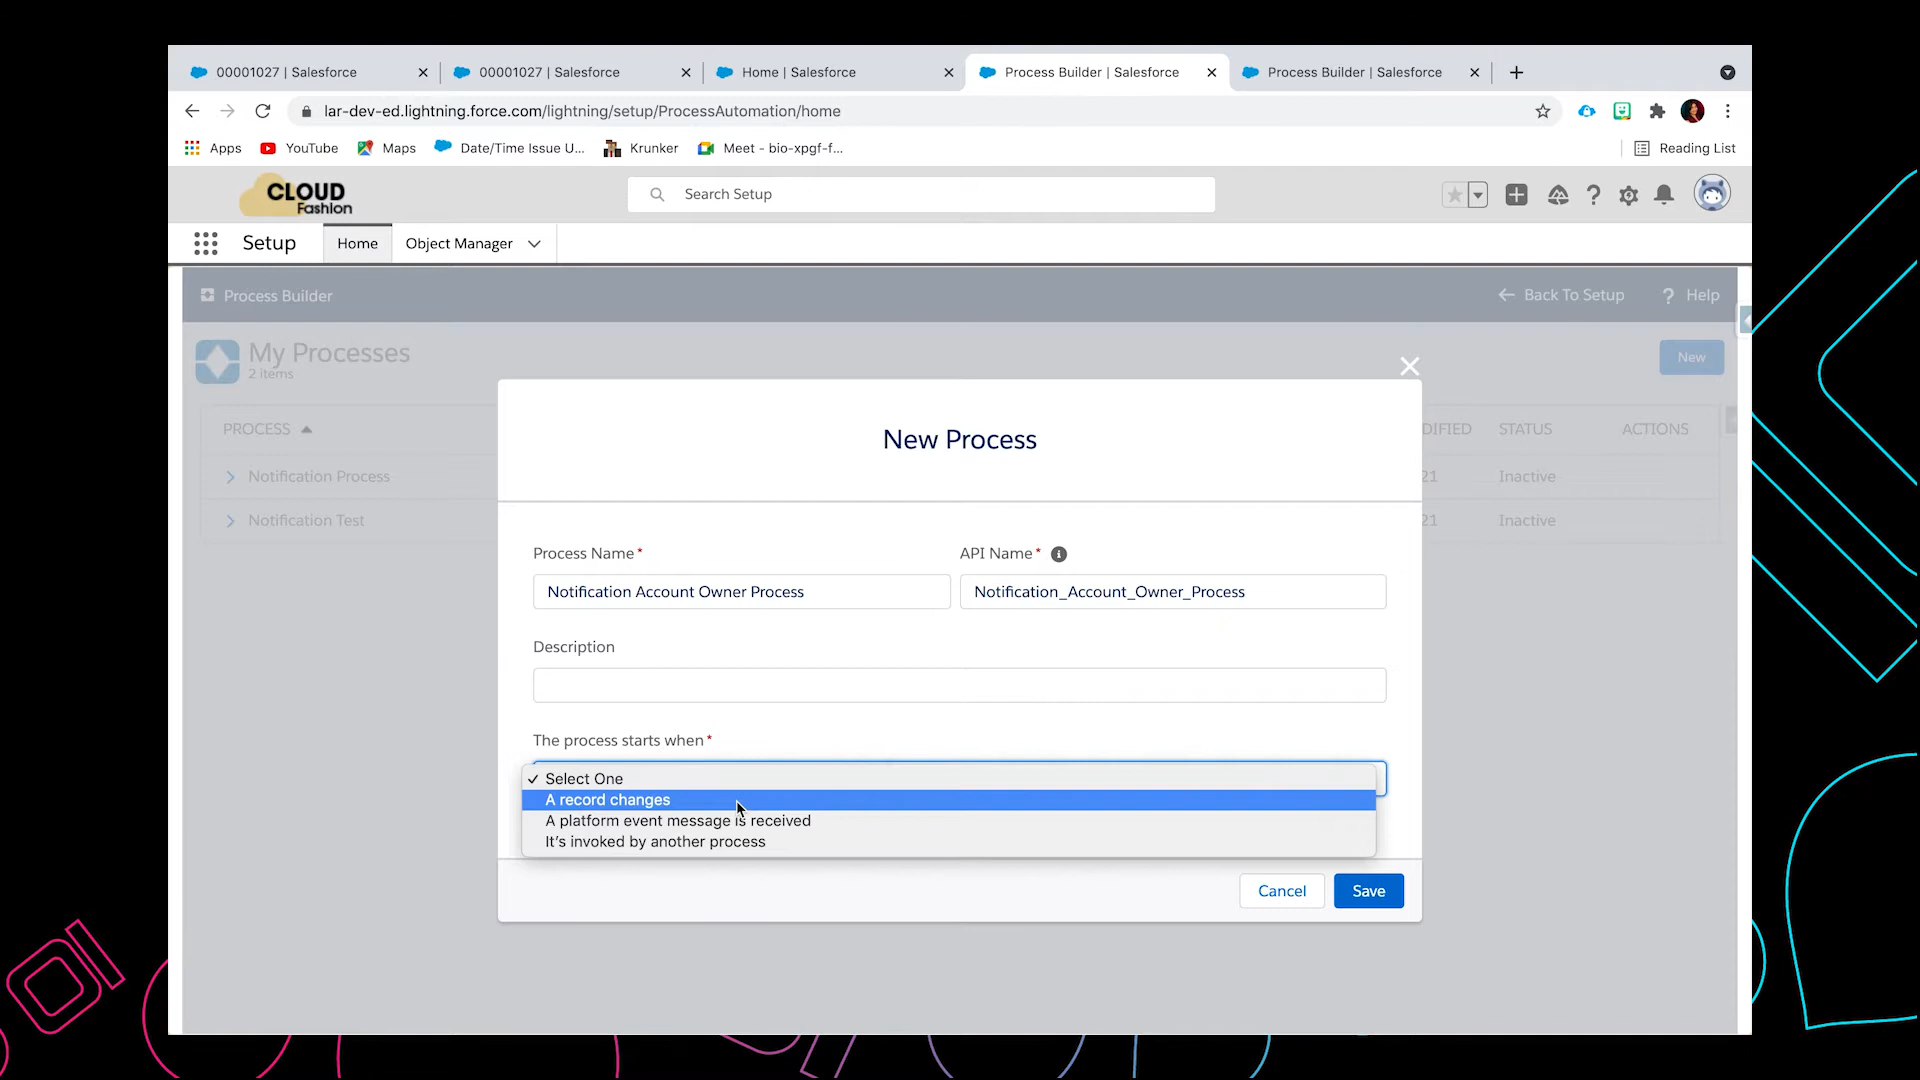 00001027 | Salesforce
00001027 | Salesforce
Home | Salesforce
Process Builder | Salesforce
Process Builder | Salesforce
lar-dev-ed.lightning.force.com/lightning/setup/ProcessAutomation/home
Apps
YouTube
Maps
Date/Time Issue U...
Krunker
Meet - bio-xpgf-f...
Reading List
CLOUD
Fashion
Search Setup
Setup
Home
Object Manager
Process Builder
Back To Setup
? Help
My Processes
2 items
New
PROCESS
DIFIED
STATUS
ACTIONS
Notification Process
21
Inactive
Notification Test
21
Inactive
New Process
Process Name*
API Name*
Notification Account Owner Process
Notification_Account_Owner_Process
Description
The process starts when*
✓ Select One
A record changes
A platform event message is received
It's invoked by another process
Cancel
Save